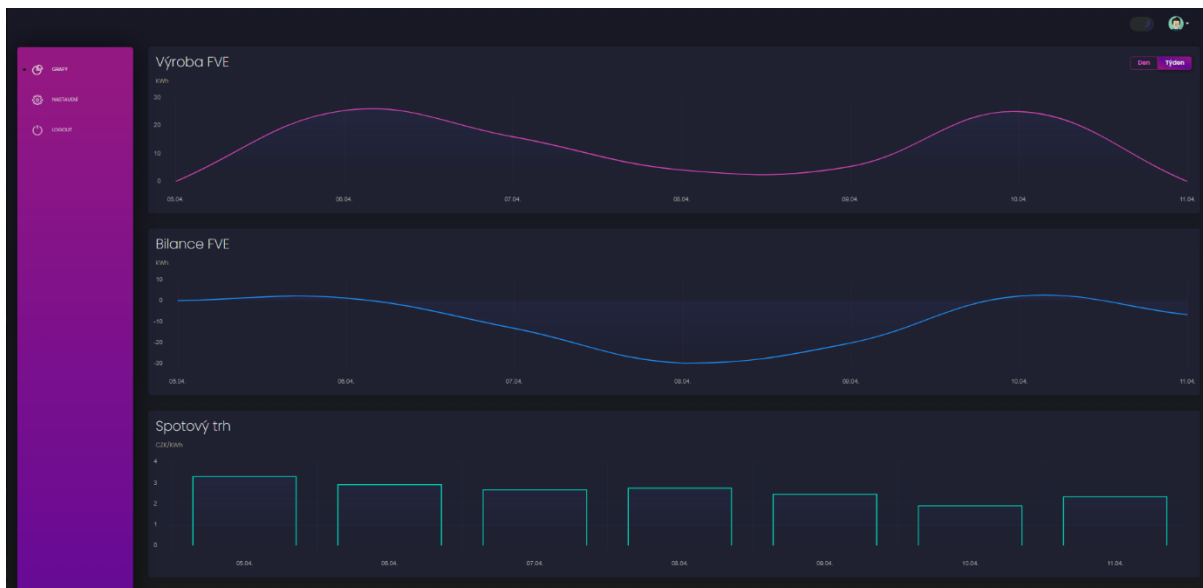 GRAFY
NASTAVENÍ
LOGOUT
Výroba FVE
Den Týden
KWh
30
20
10
0
05.04. 06.04. 07.04. 08.04. 09.04. 10.04. 11.04.
Bilance FVE
KWh
10
0
-10
-20
-30
05.04. 06.04. 07.04. 08.04. 09.04. 10.04. 11.04.
Spotový trh
CZK/KWh
4
3
2
1
0
05.04. 06.04. 07.04. 08.04. 09.04. 10.04. 11.04.